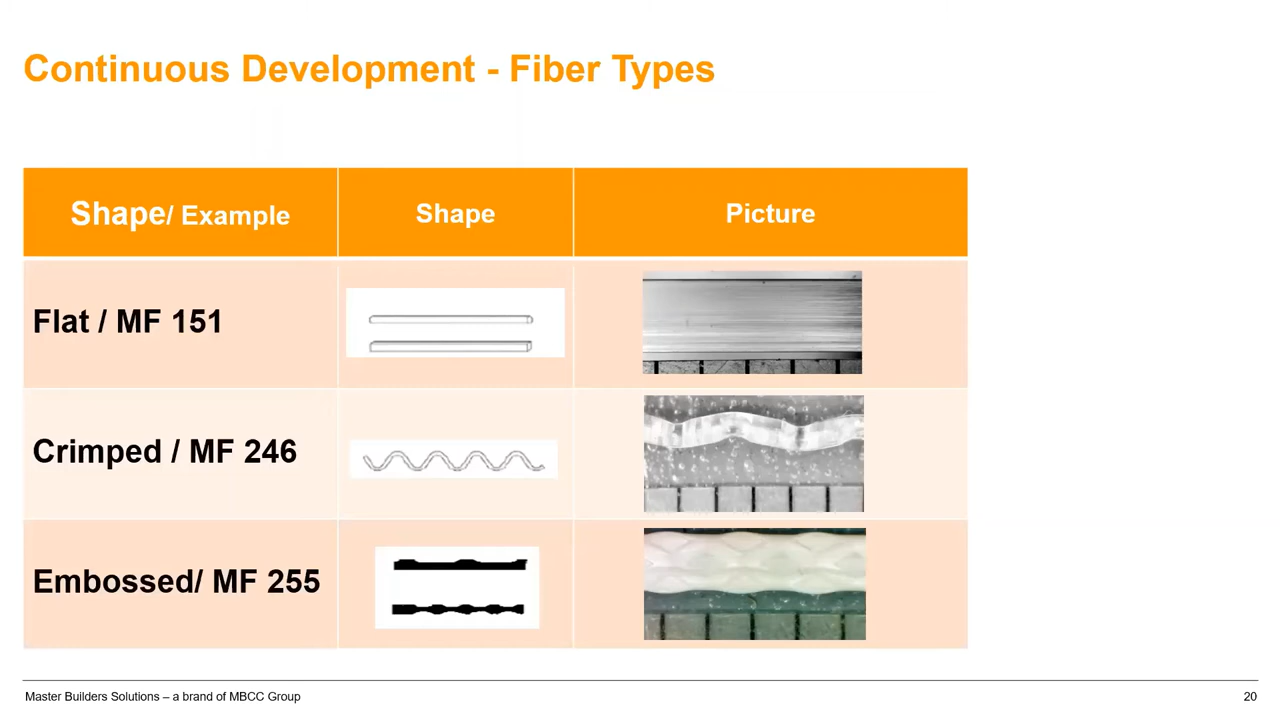 Continuous Development - Fiber Types
Shape/ Example
Shape
Picture
Flat / MF 151
Crimped / MF 246
Embossed/ MF 255
Master Builders Solutions – a brand of MBCC Group
20